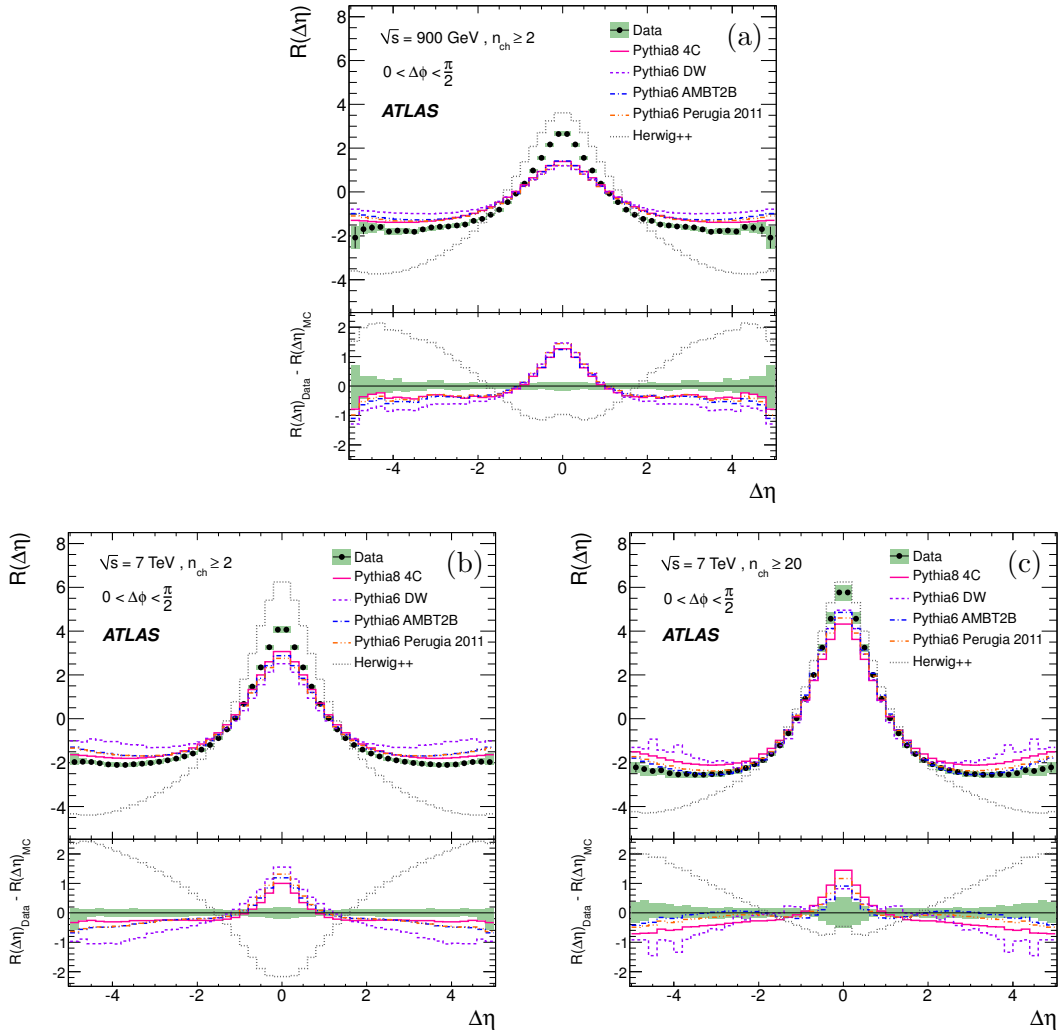 R(Δη)
8
6
4
2
0
-2
-4
√s = 900 GeV , n_ch ≥ 2
(a)
0 < Δϕ < π/2
ATLAS
Data
Pythia8 4C
Pythia6 DW
Pythia6 AMBT2B
Pythia6 Perugia 2011
Herwig++
R(Δη)_Data - R(Δη)_MC
2
1
0
-1
-2
-4 -2 0 2 4
Δη
R(Δη)
8
6
4
2
0
-2
-4
√s = 7 TeV , n_ch ≥ 2
(b)
0 < Δϕ < π/2
ATLAS
Data
Pythia8 4C
Pythia6 DW
Pythia6 AMBT2B
Pythia6 Perugia 2011
Herwig++
R(Δη)_Data - R(Δη)_MC
2
1
0
-1
-2
-4 -2 0 2 4
Δη
R(Δη)
8
6
4
2
0
-2
-4
√s = 7 TeV , n_ch ≥ 20
(c)
0 < Δϕ < π/2
ATLAS
Data
Pythia8 4C
Pythia6 DW
Pythia6 AMBT2B
Pythia6 Perugia 2011
Herwig++
R(Δη)_Data - R(Δη)_MC
2
1
0
-1
-2
-4 -2 0 2 4
Δη